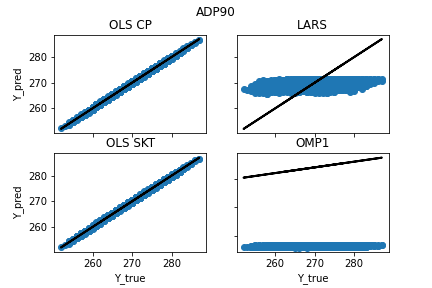 ADP90
OLS CP
LARS
280
270
260
Y_pred
OLS SKT
OMP1
280
270
260
Y_pred
260 270 280
260 270 280
Y_true
Y_true